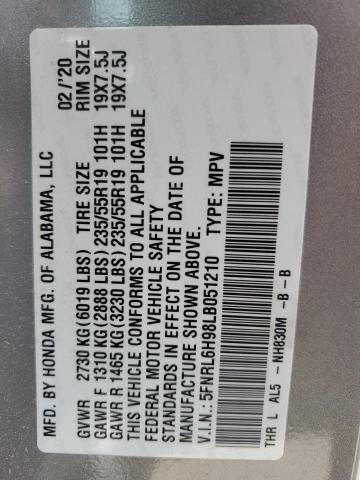 MFD. BY HONDA MFG. OF ALABAMA, LLC 02/'20
GVWR 2730 KG (6019 LBS) TIRE SIZE RIM SIZE
GAWR F 1310 KG (2888 LBS) 235/55R19 101H 19X7.5J
GAWR R 1465 KG (3230 LBS) 235/55R19 101H 19X7.5J
THIS VEHICLE CONFORMS TO ALL APPLICABLE
FEDERAL MOTOR VEHICLE SAFETY
STANDARDS IN EFFECT ON THE DATE OF
MANUFACTURE SHOWN ABOVE.
V.I.N.: 5FNRL6H98LB051210 TYPE: MPV
THR L AL5 - NH830M -B -B